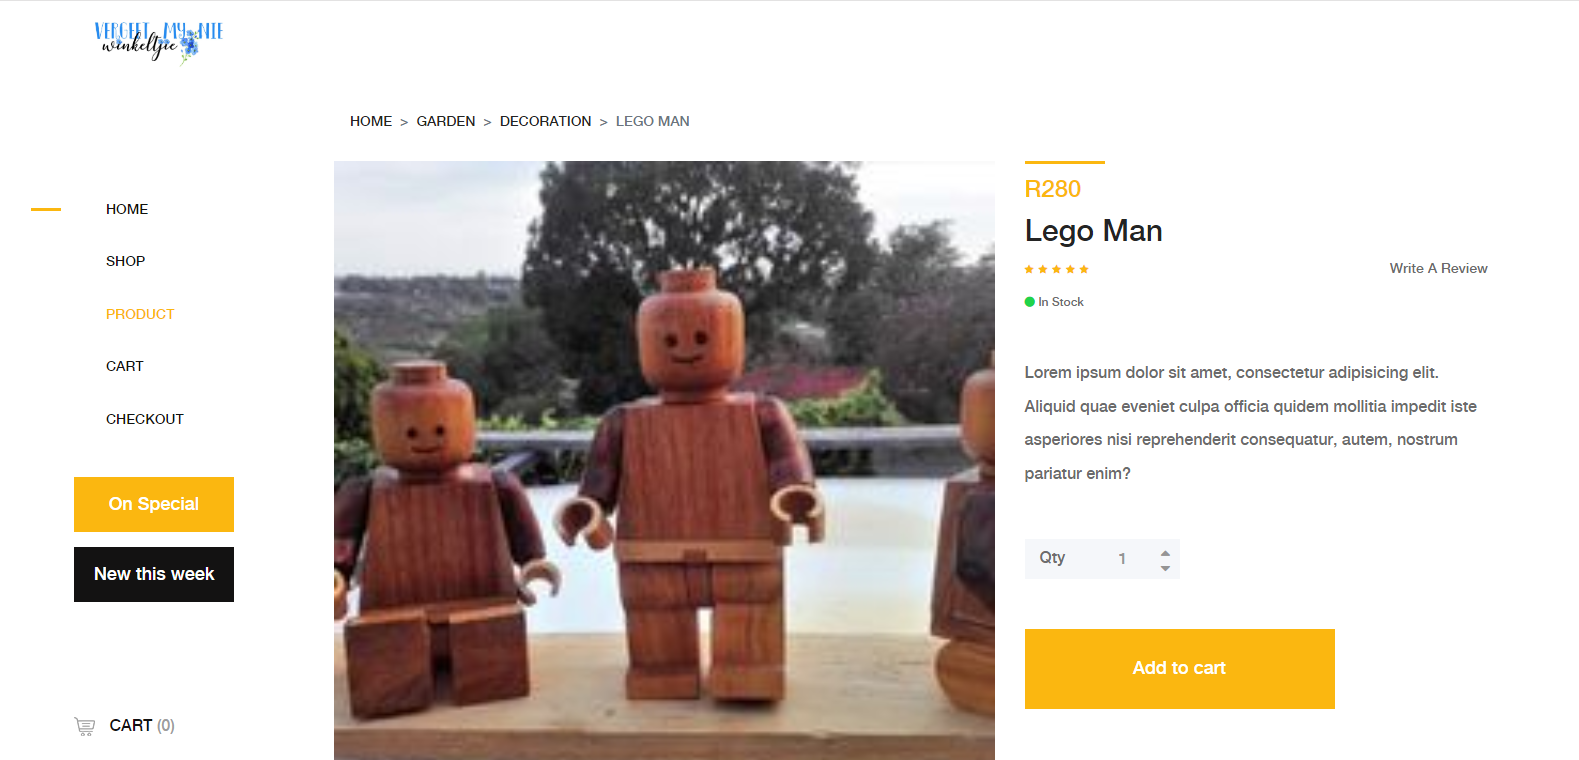 VERGEET MY NIE
winkeltjie
HOME > GARDEN > DECORATION > LEGO MAN
HOME
SHOP
PRODUCT
CART
CHECKOUT
On Special
New this week
CART (0)
R280
Lego Man
Write A Review
In Stock
Lorem ipsum dolor sit amet, consectetur adipisicing elit.
Aliquid quae eveniet culpa officia quidem mollitia impedit iste
asperiores nisi reprehenderit consequatur, autem, nostrum
pariatur enim?
Qty 1
Add to cart